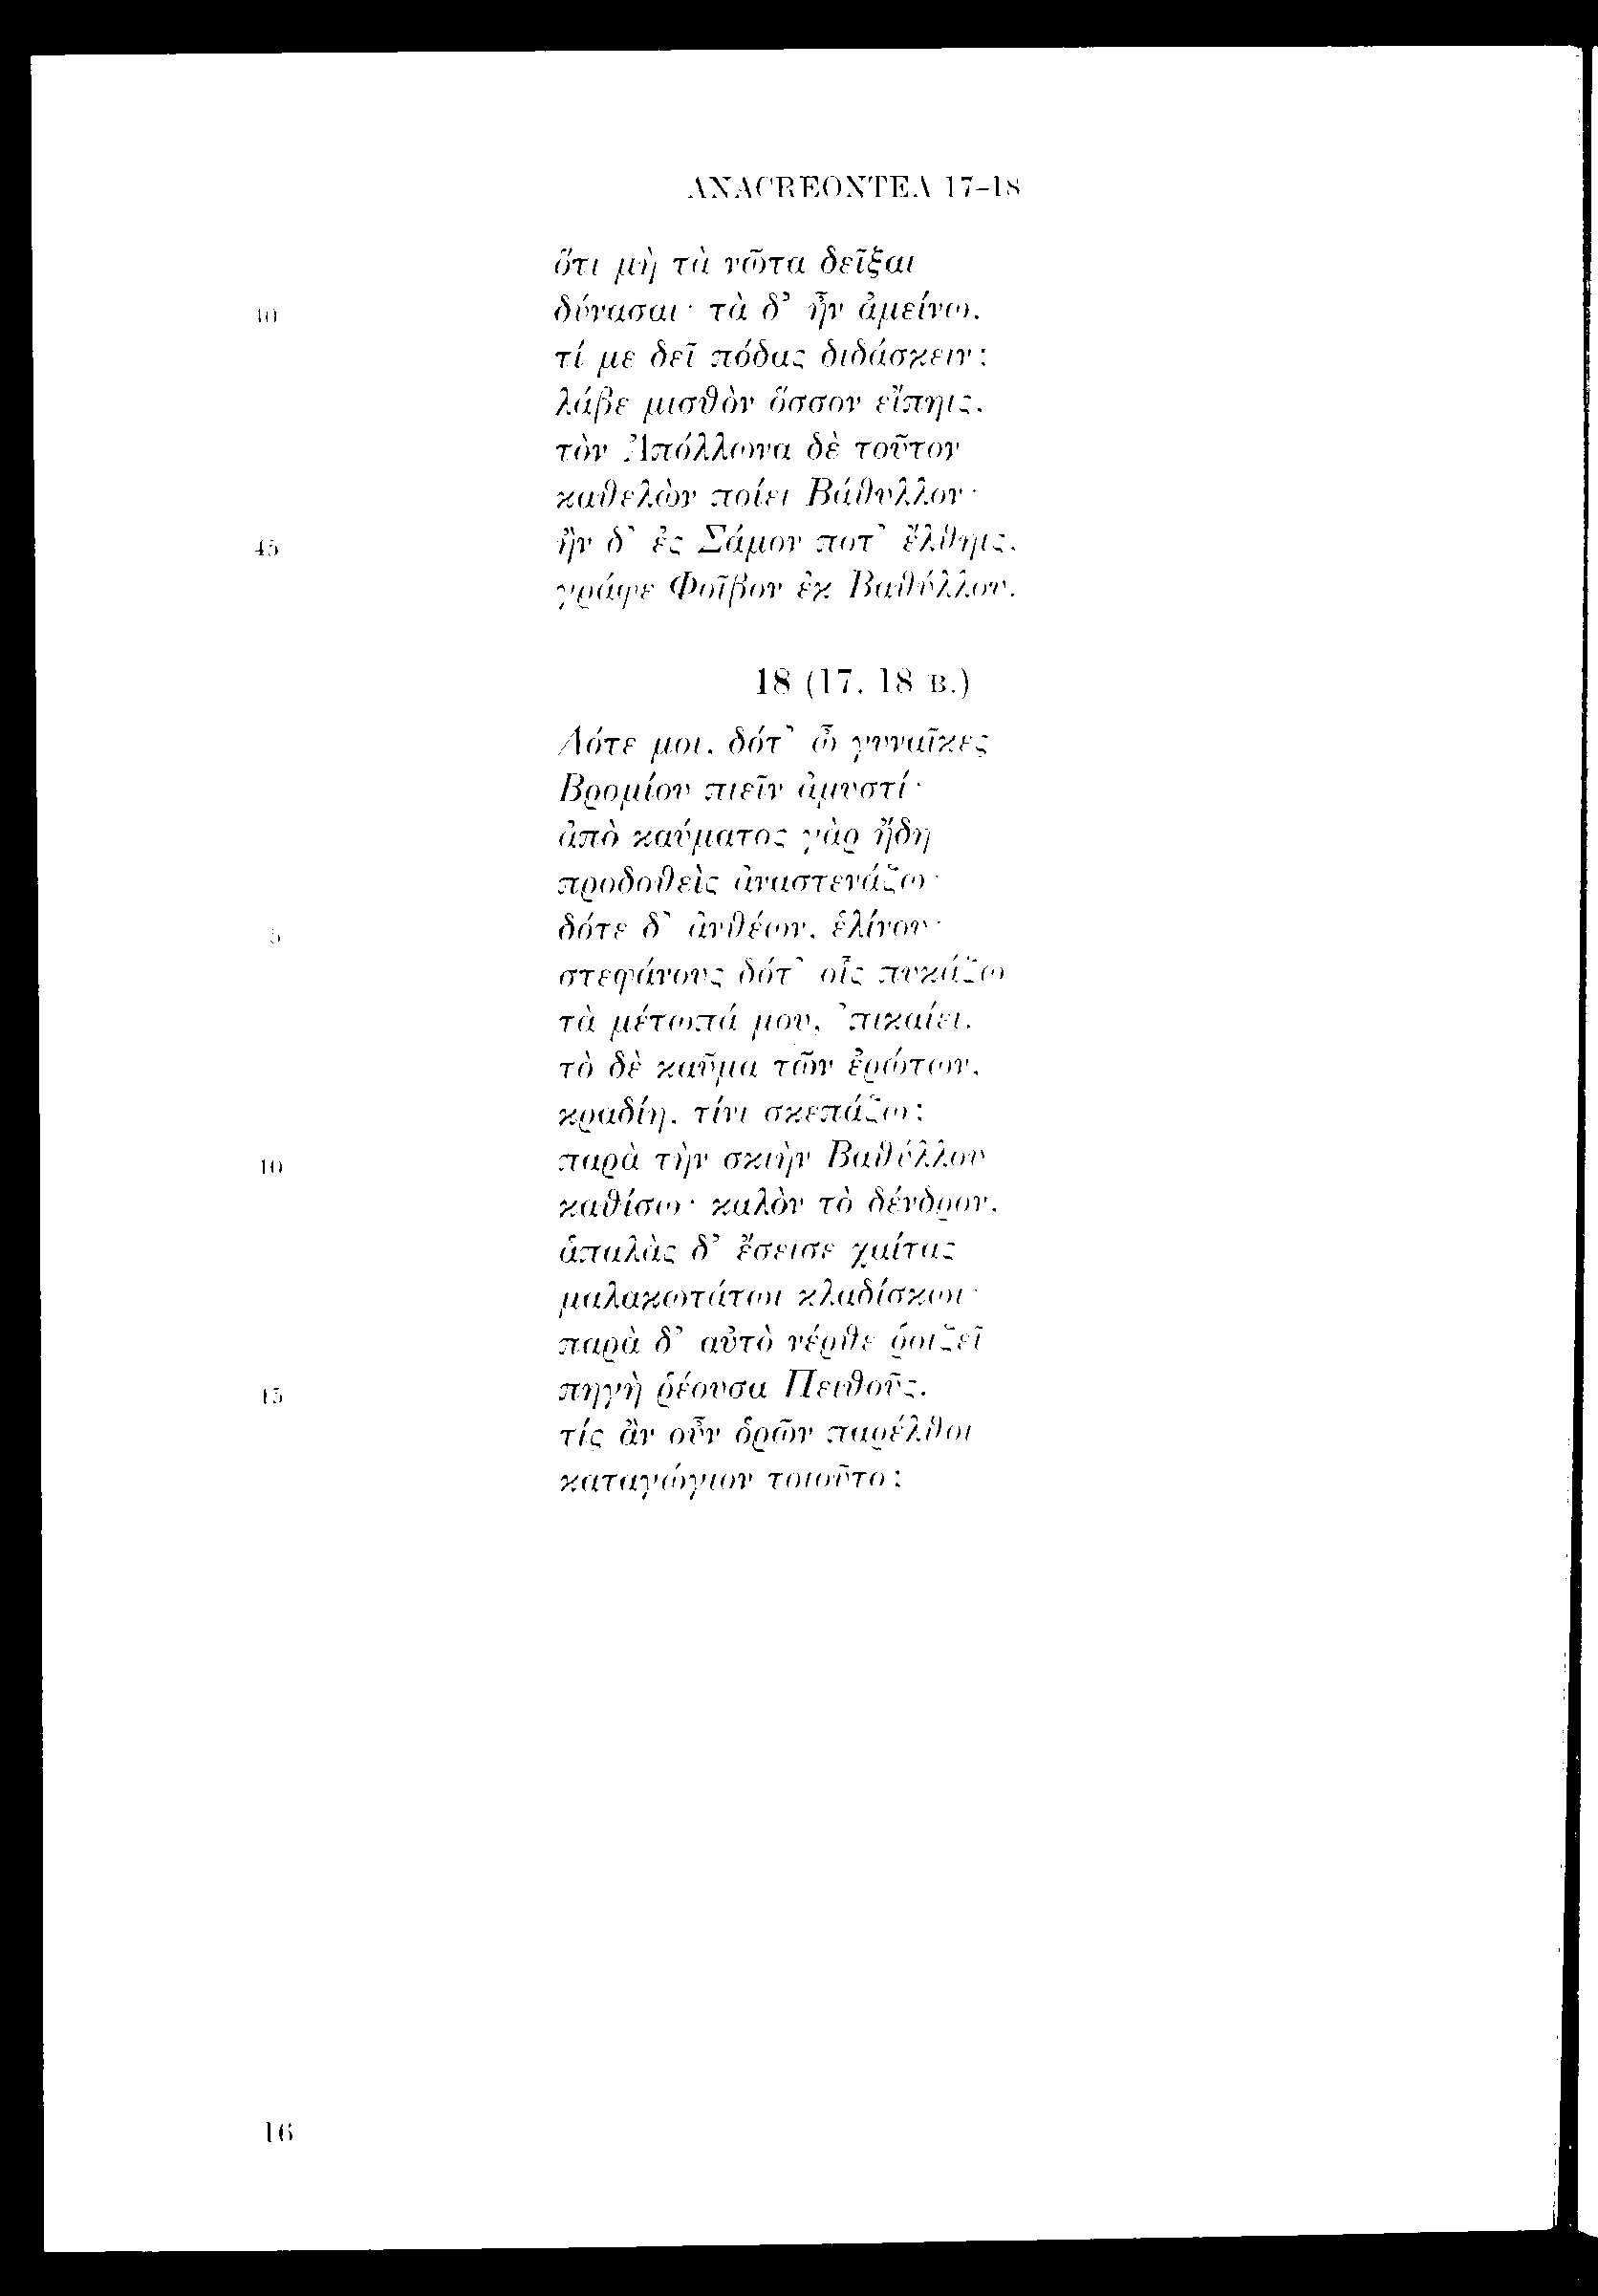 ANACREONTEA 17-18
ὅτι μὴ τὰ νῶτα δεῖξαι
40 δύνασαι· τὰ δ’ ἦν ἀμείνω.
τί με δεῖ πόδας διδάσκειν;
λάβε μισθὸν ὅσσον εἴπηις,
τὸν Ἀπόλλωνα δὲ τοῦτον
καθελὼν ποίει Βάθυλλον·
45 ἢν δ’ ἐς Σάμον ποτ’ ἔλθηις,
γράφε Φοῖβον ἐκ Βαθύλλου.
18 (17. 18 B.)
Δότε μοι, δότ’ ὦ γυναῖκες
Βρομίου πιεῖν ἀμυστί·
ἀπὸ καύματος γὰρ ἤδη
προδοθεὶς ἀναστενάζω·
5 δότε δ’ ἀνθέων, ἑλίνου·
στεφάνους δότ’ οἷς πυκάζω
τὰ μέτωπά μου, ’πικαίει.
τὸ δὲ καῦμα τῶν ἐρώτων,
κραδίη, τίνι σκεπάζω;
10 παρὰ τὴν σκιὴν Βαθύλλου
καθίσω· καλὸν τὸ δένδρον,
ἁπαλὰς δ’ ἔσεισε χαίτας
μαλακωτάτωι κλαδίσκωι·
παρὰ δ’ αὐτὸ νέρθε ῥοιζεῖ
15 πηγὴ ῥέουσα Πειθοῦς.
τίς ἂν οὖν ὁρῶν παρέλθοι
καταγώγιον τοιοῦτο;
16